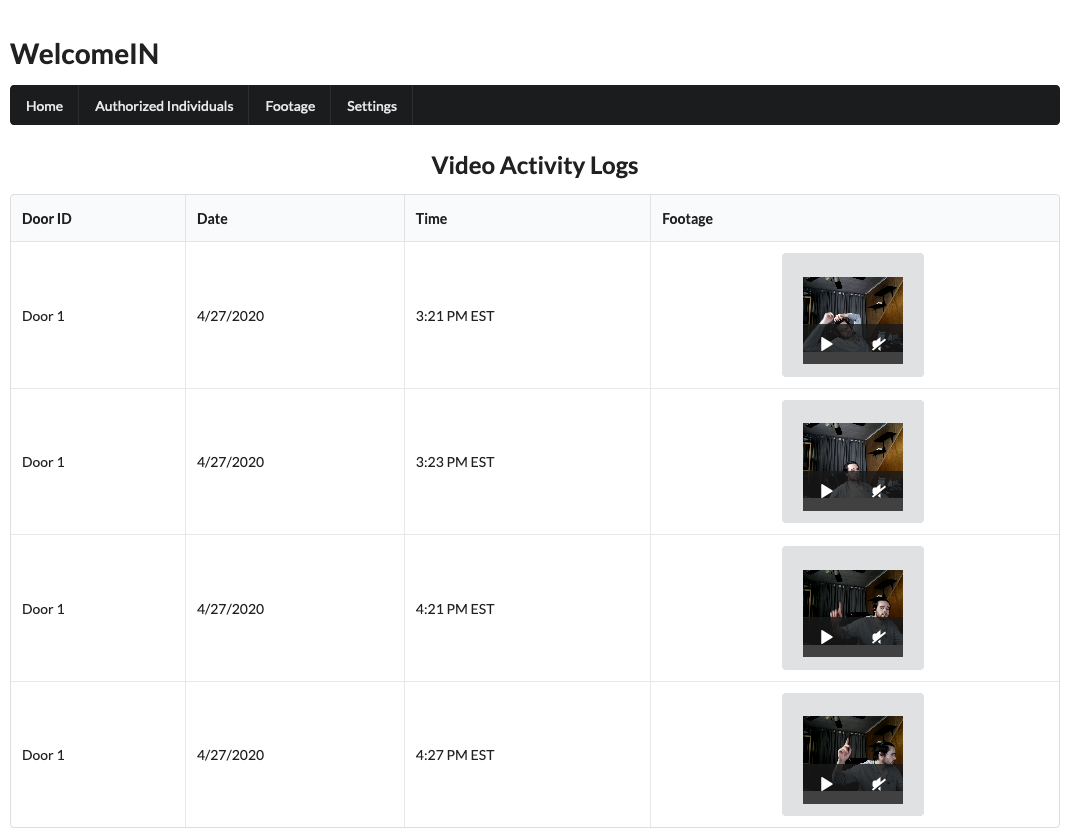 WelcomeIN
Home Authorized Individuals Footage Settings
Video Activity Logs
Door ID Date Time Footage
Door 1 4/27/2020 3:21 PM EST
Door 1 4/27/2020 3:23 PM EST
Door 1 4/27/2020 4:21 PM EST
Door 1 4/27/2020 4:27 PM EST